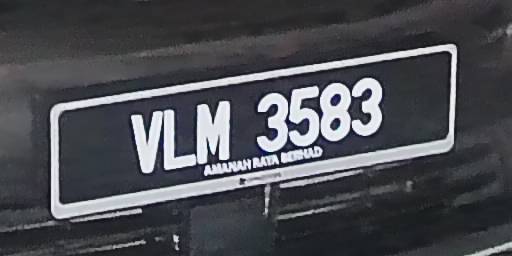 VLM 3583
AMANAH RAYA BERHAD